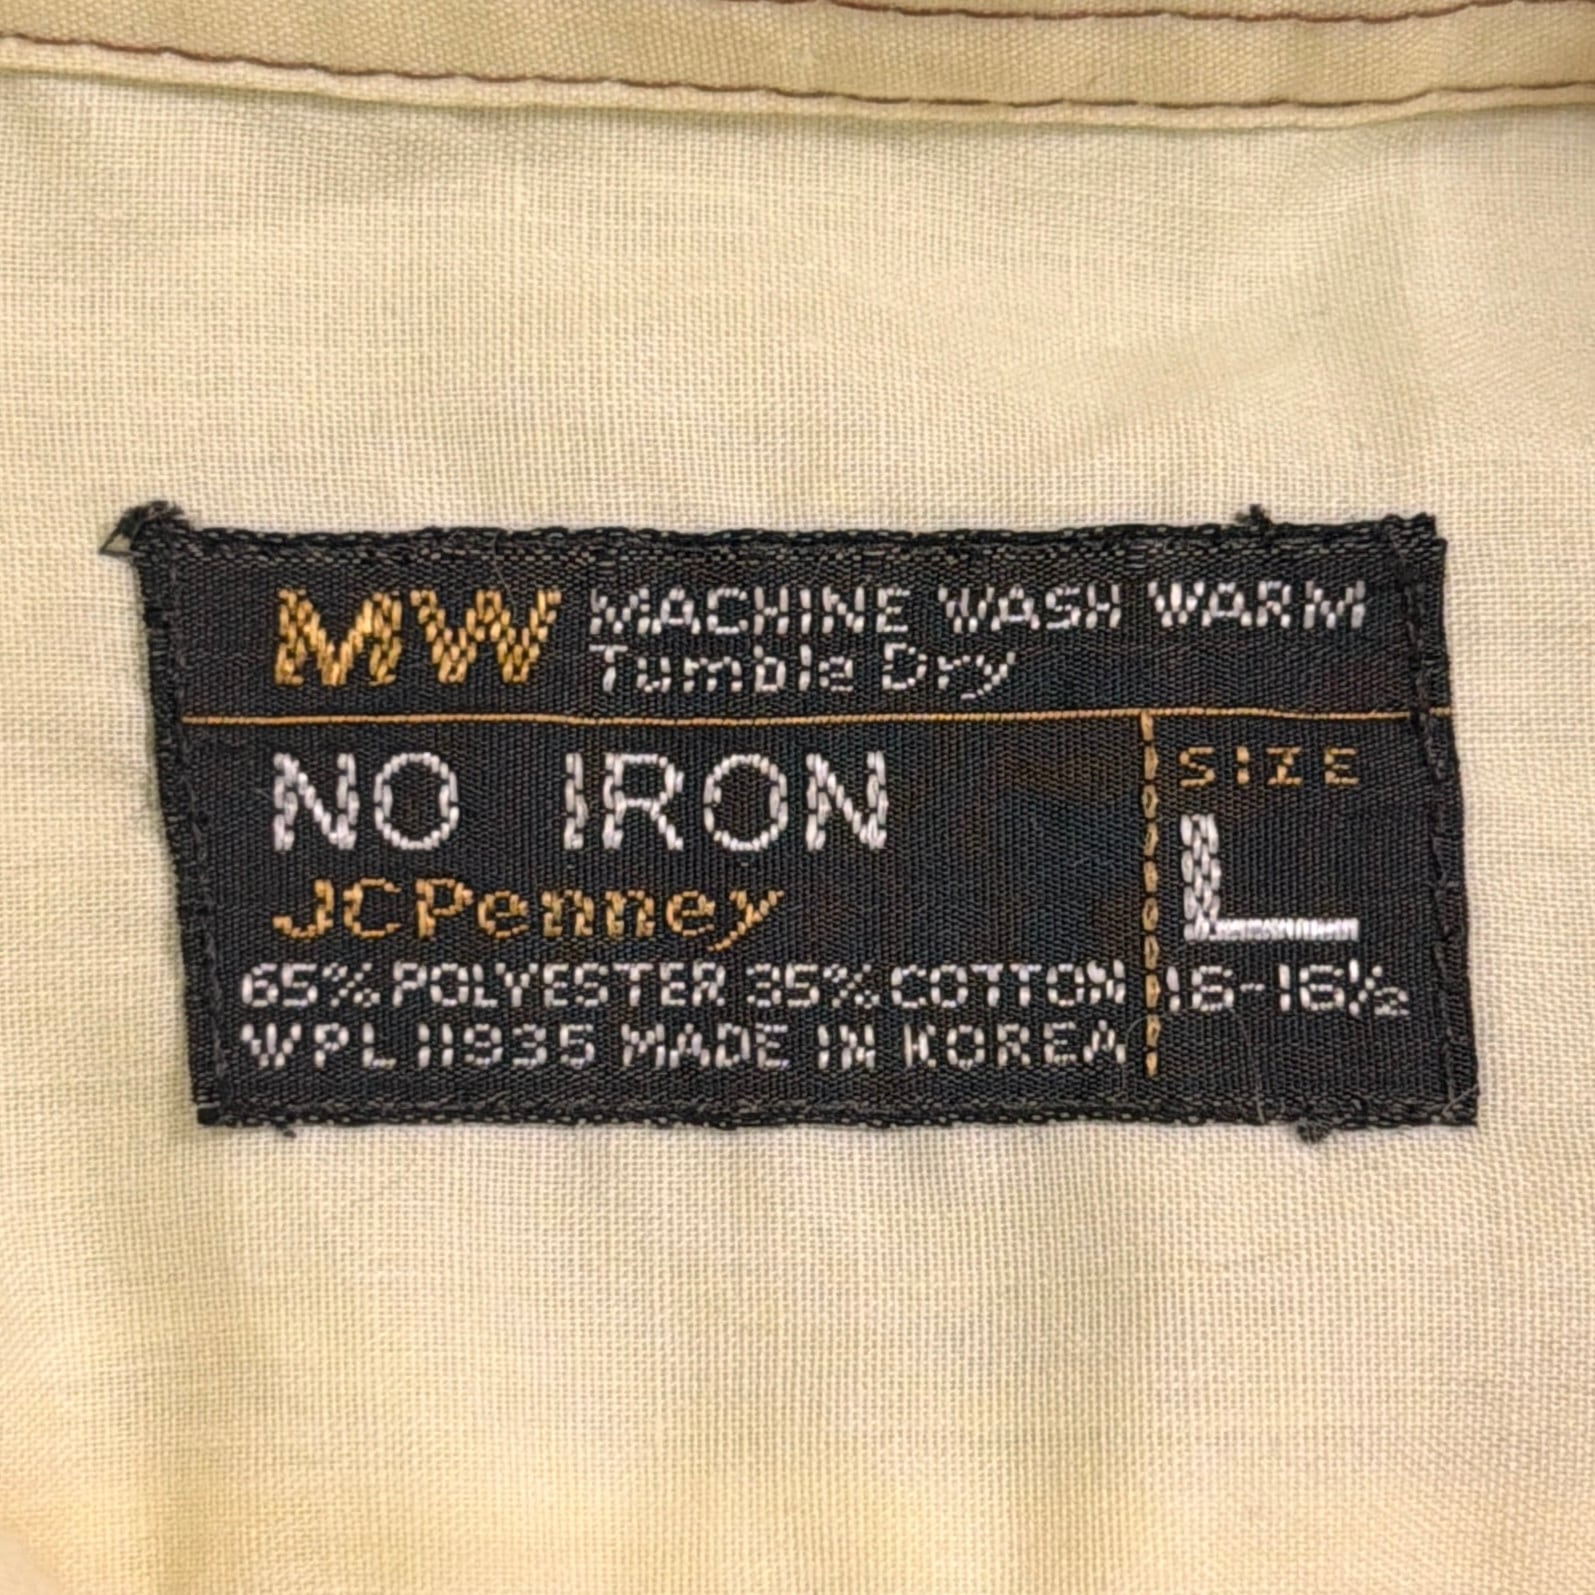 MW MACHINE WASH WARM
Tumble Dry
NO IRON
JCPenney
65% POLYESTER 35% COTTON
WPL 11935 MADE IN KOREA
SIZE
L
16-16½